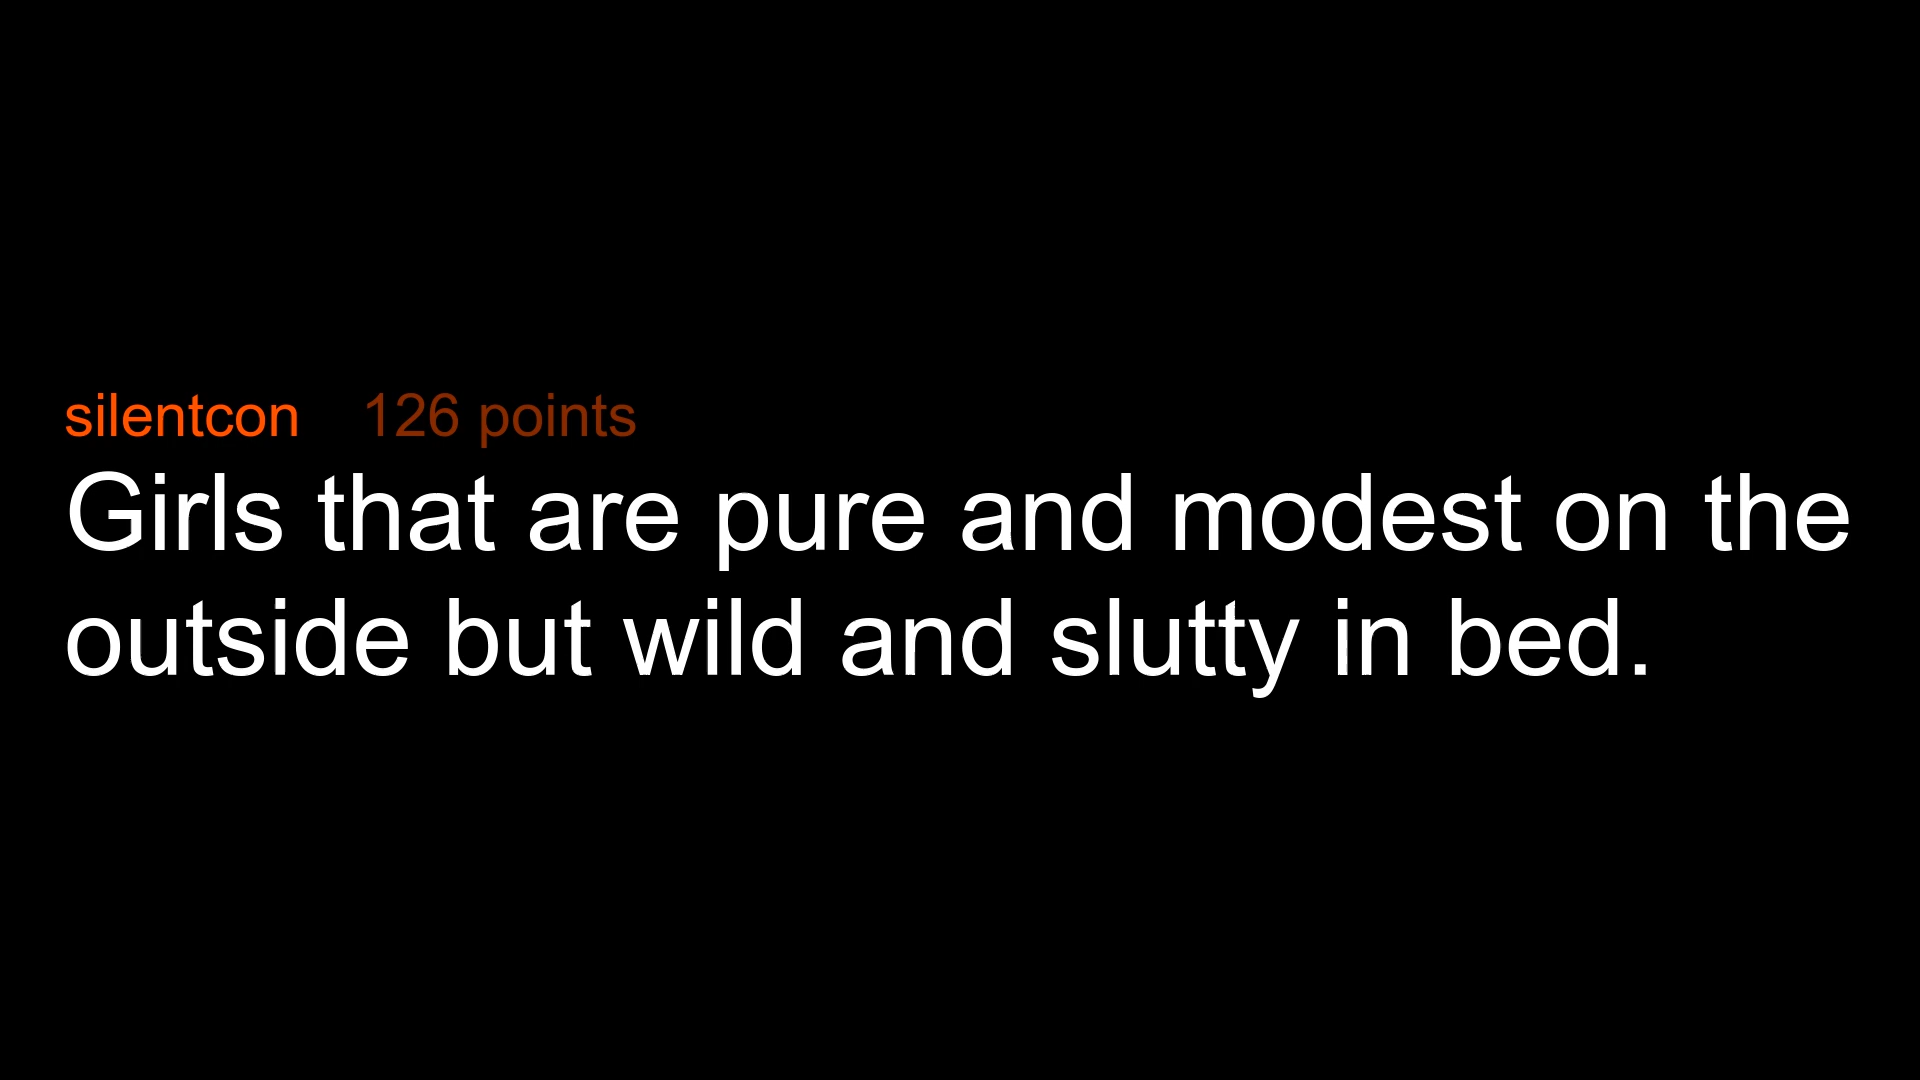 silentcon 126 points
Girls that are pure and modest on the
outside but wild and slutty in bed.